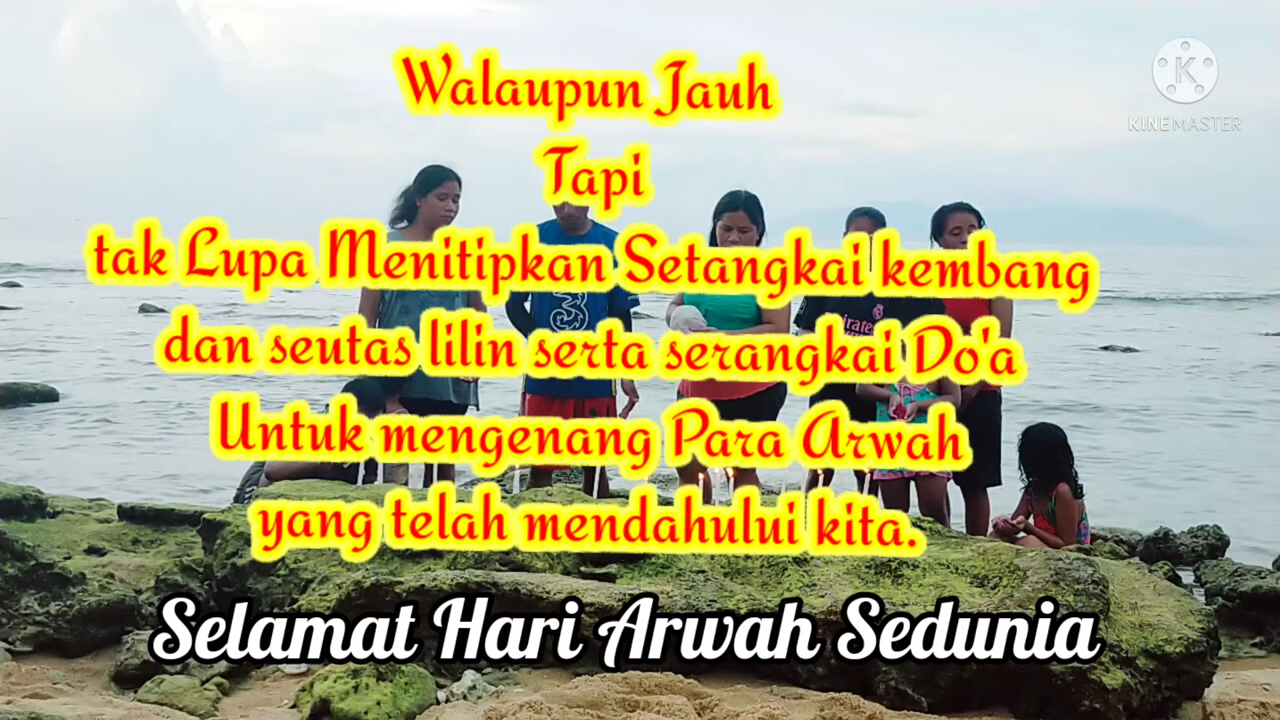 Walaupun Jauh
Tapi
tak Lupa Menitipkan Setangkai kembang
dan seutas lilin serta serangkai Do'a
Untuk mengenang Para Arwah
yang telah mendahului kita.
Selamat Hari Arwah Sedunia
K
KINEMASTER
3